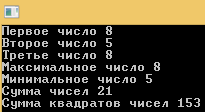 Первое число 8
Второе число 5
Третье число 8
Максимальное число 8
Минимальное число 5
Сумма чисел 21
Сумма квадратов чисел 153